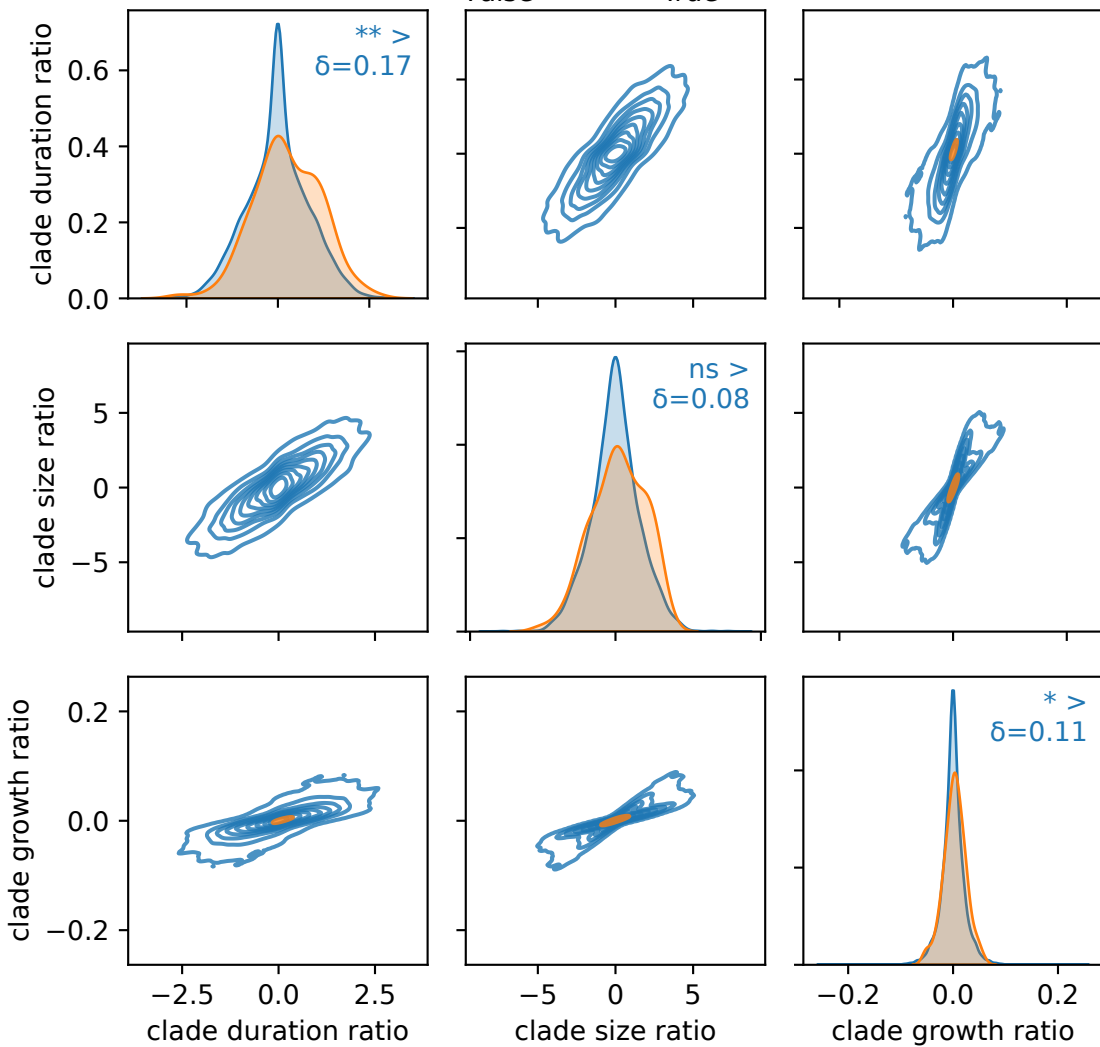 clade duration ratio
0.6
0.4
0.2
0.0
** >
δ=0.17
clade size ratio
5
0
−5
ns >
δ=0.08
clade growth ratio
0.2
0.0
−0.2
* >
δ=0.11
−2.5 0.0 2.5
−5 0 5
−0.2 0.0 0.2
clade duration ratio
clade size ratio
clade growth ratio